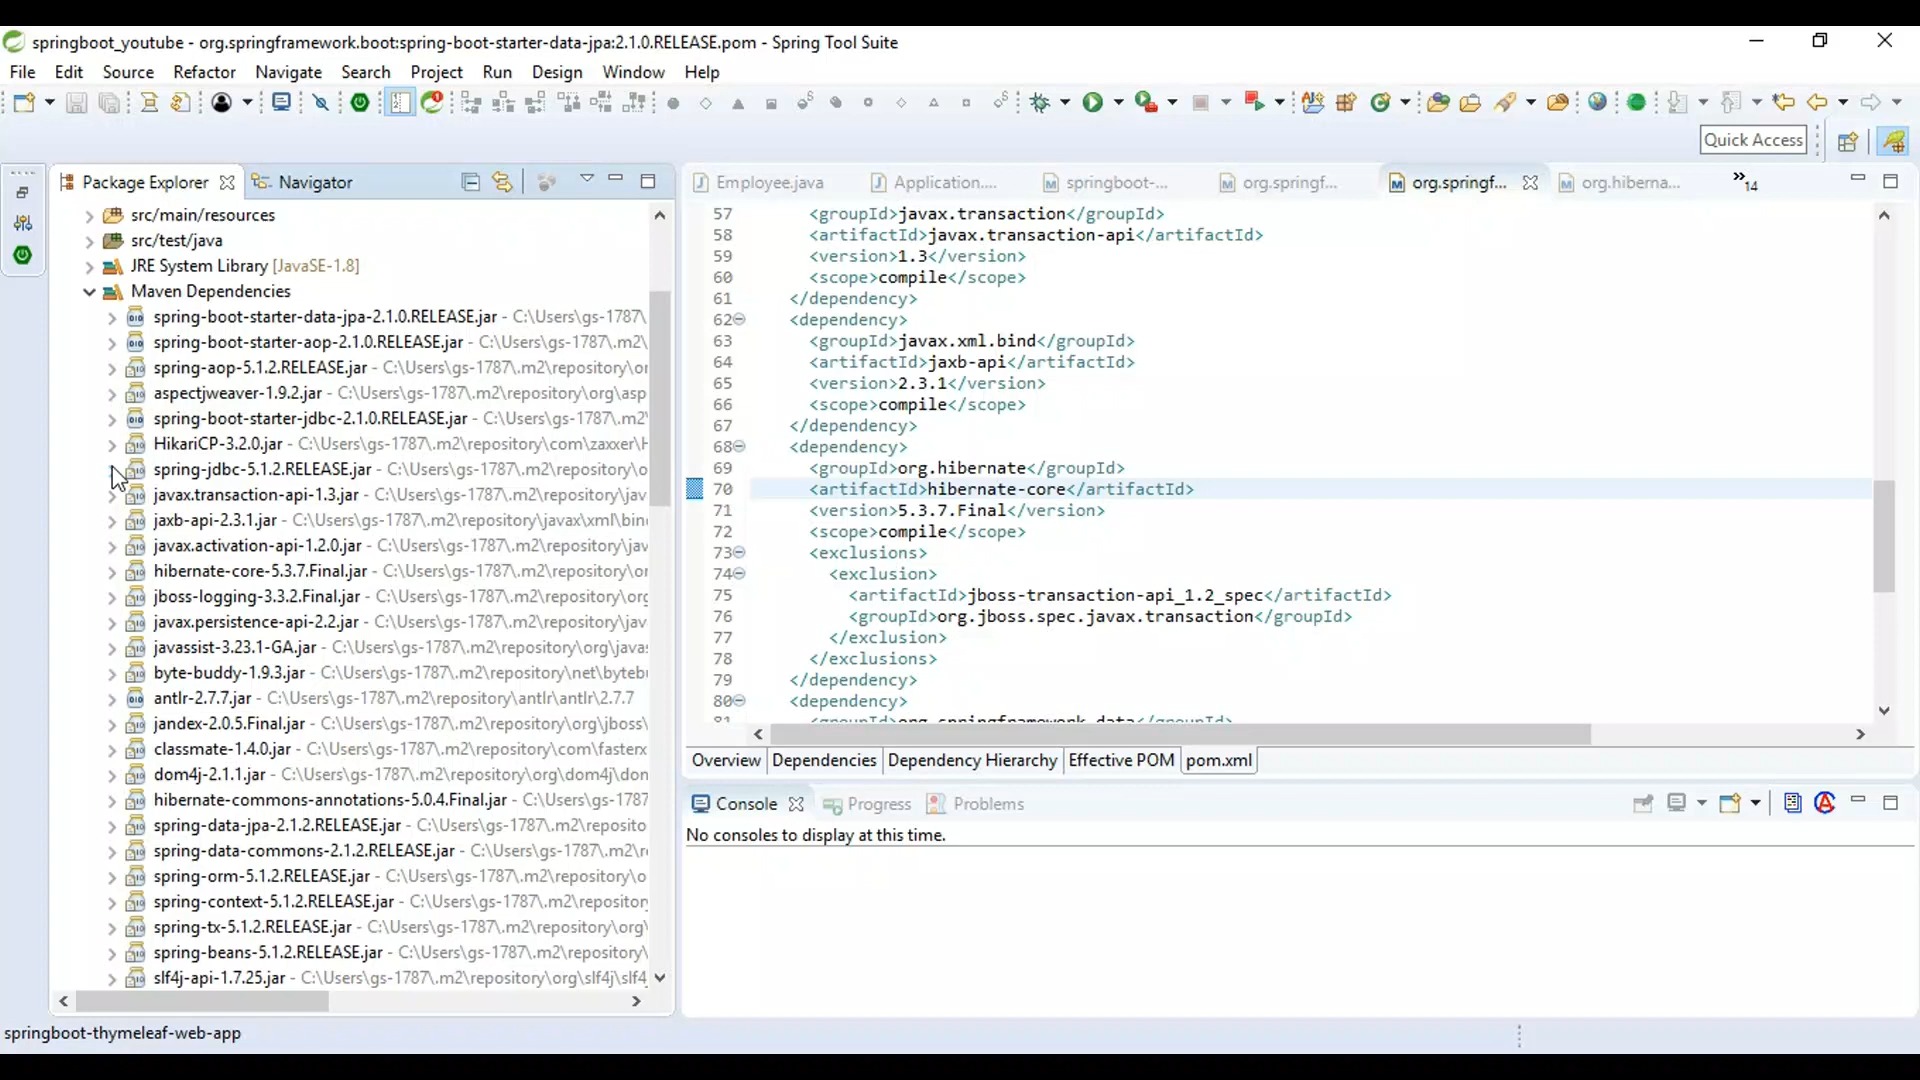 springboot_youtube - org.springframework.boot:spring-boot-starter-data-jpa:2.1.0.RELEASE.pom - Spring Tool Suite
File Edit Source Refactor Navigate Search Project Run Design Window Help
Quick Access
Package Explorer Navigator
src/main/resources
src/test/java
JRE System Library [JavaSE-1.8]
Maven Dependencies
spring-boot-starter-data-jpa-2.1.0.RELEASE.jar - C:\Users\gs-1787\
spring-boot-starter-aop-2.1.0.RELEASE.jar - C:\Users\gs-1787\.m2\
spring-aop-5.1.2.RELEASE.jar - C:\Users\gs-1787\.m2\repository\or
aspectjweaver-1.9.2.jar - C:\Users\gs-1787\.m2\repository\org\asp
spring-boot-starter-jdbc-2.1.0.RELEASE.jar - C:\Users\gs-1787\.m2\
HikariCP-3.2.0.jar - C:\Users\gs-1787\.m2\repository\com\zaxxer\H
spring-jdbc-5.1.2.RELEASE.jar - C:\Users\gs-1787\.m2\repository\o
javax.transaction-api-1.3.jar - C:\Users\gs-1787\.m2\repository\jav
jaxb-api-2.3.1.jar - C:\Users\gs-1787\.m2\repository\javax\xml\bin
javax.activation-api-1.2.0.jar - C:\Users\gs-1787\.m2\repository\jav
hibernate-core-5.3.7.Final.jar - C:\Users\gs-1787\.m2\repository\or
jboss-logging-3.3.2.Final.jar - C:\Users\gs-1787\.m2\repository\org
javax.persistence-api-2.2.jar - C:\Users\gs-1787\.m2\repository\jav
javassist-3.23.1-GA.jar - C:\Users\gs-1787\.m2\repository\org\javas
byte-buddy-1.9.3.jar - C:\Users\gs-1787\.m2\repository\net\byteb
antlr-2.7.7.jar - C:\Users\gs-1787\.m2\repository\antlr\antlr\2.7.7
jandex-2.0.5.Final.jar - C:\Users\gs-1787\.m2\repository\org\jboss\
classmate-1.4.0.jar - C:\Users\gs-1787\.m2\repository\com\fasterx
dom4j-2.1.1.jar - C:\Users\gs-1787\.m2\repository\org\dom4j\don
hibernate-commons-annotations-5.0.4.Final.jar - C:\Users\gs-1787
spring-data-jpa-2.1.2.RELEASE.jar - C:\Users\gs-1787\.m2\reposito
spring-data-commons-2.1.2.RELEASE.jar - C:\Users\gs-1787\.m2\r
spring-orm-5.1.2.RELEASE.jar - C:\Users\gs-1787\.m2\repository\o
spring-context-5.1.2.RELEASE.jar - C:\Users\gs-1787\.m2\repository
spring-tx-5.1.2.RELEASE.jar - C:\Users\gs-1787\.m2\repository\org\
spring-beans-5.1.2.RELEASE.jar - C:\Users\gs-1787\.m2\repository\
slf4j-api-1.7.25.jar - C:\Users\gs-1787\.m2\repository\org\slf4j\slf4
Employee.java Application.... springboot-... org.springf... org.springf... org.hiberna... »14
57 <groupId>javax.transaction</groupId>
58 <artifactId>javax.transaction-api</artifactId>
59 <version>1.3</version>
60 <scope>compile</scope>
61 </dependency>
62 <dependency>
63 <groupId>javax.xml.bind</groupId>
64 <artifactId>jaxb-api</artifactId>
65 <version>2.3.1</version>
66 <scope>compile</scope>
67 </dependency>
68 <dependency>
69 <groupId>org.hibernate</groupId>
70 <artifactId>hibernate-core</artifactId>
71 <version>5.3.7.Final</version>
72 <scope>compile</scope>
73 <exclusions>
74 <exclusion>
75 <artifactId>jboss-transaction-api_1.2_spec</artifactId>
76 <groupId>org.jboss.spec.javax.transaction</groupId>
77 </exclusion>
78 </exclusions>
79 </dependency>
80 <dependency>
81 <groupId>org.springframework.data</groupId>
Overview Dependencies Dependency Hierarchy Effective POM pom.xml
Console Progress Problems
No consoles to display at this time.
springboot-thymeleaf-web-app